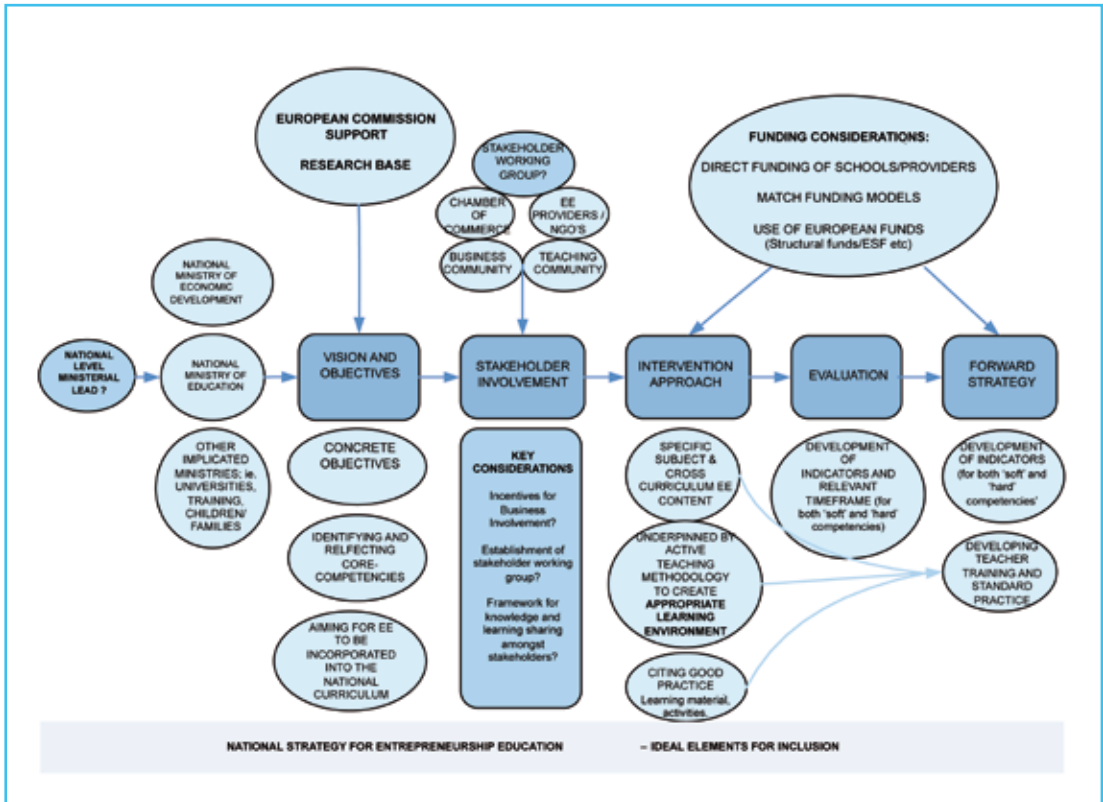 EUROPEAN COMMISSION
SUPPORT
RESEARCH BASE
STAKEHOLDER
WORKING
GROUP?
CHAMBER
OF
COMMERCE
EE
PROVIDERS /
NGO'S
BUSINESS
COMMUNITY
TEACHING
COMMUNITY
FUNDING CONSIDERATIONS:
DIRECT FUNDING OF SCHOOLS/PROVIDERS
MATCH FUNDING MODELS
USE OF EUROPEAN FUNDS
(Structural funds/ESF etc)
NATIONAL
MINISTRY OF
ECONOMIC
DEVELOPMENT
NATIONAL
LEVEL
MINISTERIAL
LEAD ?
NATIONAL
MINISTRY OF
EDUCATION
OTHER
IMPLICATED
MINISTRIES; ie.
UNIVERSITIES,
TRAINING,
CHILDREN/
FAMILIES
VISION AND
OBJECTIVES
STAKEHOLDER
INVOLVEMENT
INTERVENTION
APPROACH
EVALUATION
FORWARD
STRATEGY
CONCRETE
OBJECTIVES
IDENTIFYING AND
RELFECTING
CORE-
COMPETENCIES
AIMING FOR EE
TO BE
INCORPORATED
INTO THE
NATIONAL
CURRICULUM
KEY
CONSIDERATIONS
Incentives for
Business
Involvement?
Establishment of
stakeholder working
group?
Framework for
knowledge and
learning sharing
amongst
stakeholders?
SPECIFIC
SUBJECT &
CROSS
CURRICULUM EE
CONTENT
UNDERPINNED BY
ACTIVE
TEACHING
METHODOLOGY
TO CREATE
APPROPRIATE
LEARNING
ENVIRONMENT
CITING GOOD
PRACTICE
Learning material,
activities.
DEVELOPMENT
OF
INDICATORS AND
RELEVANT
TIMEFRAME (for
both 'soft' and 'hard'
competencies)
DEVELOPMENT
OF INDICATORS
(for both 'soft' and
'hard'
competencies'
DEVELOPING
TEACHER
TRAINING AND
STANDARD
PRACTICE
NATIONAL STRATEGY FOR ENTREPRENEURSHIP EDUCATION – IDEAL ELEMENTS FOR INCLUSION